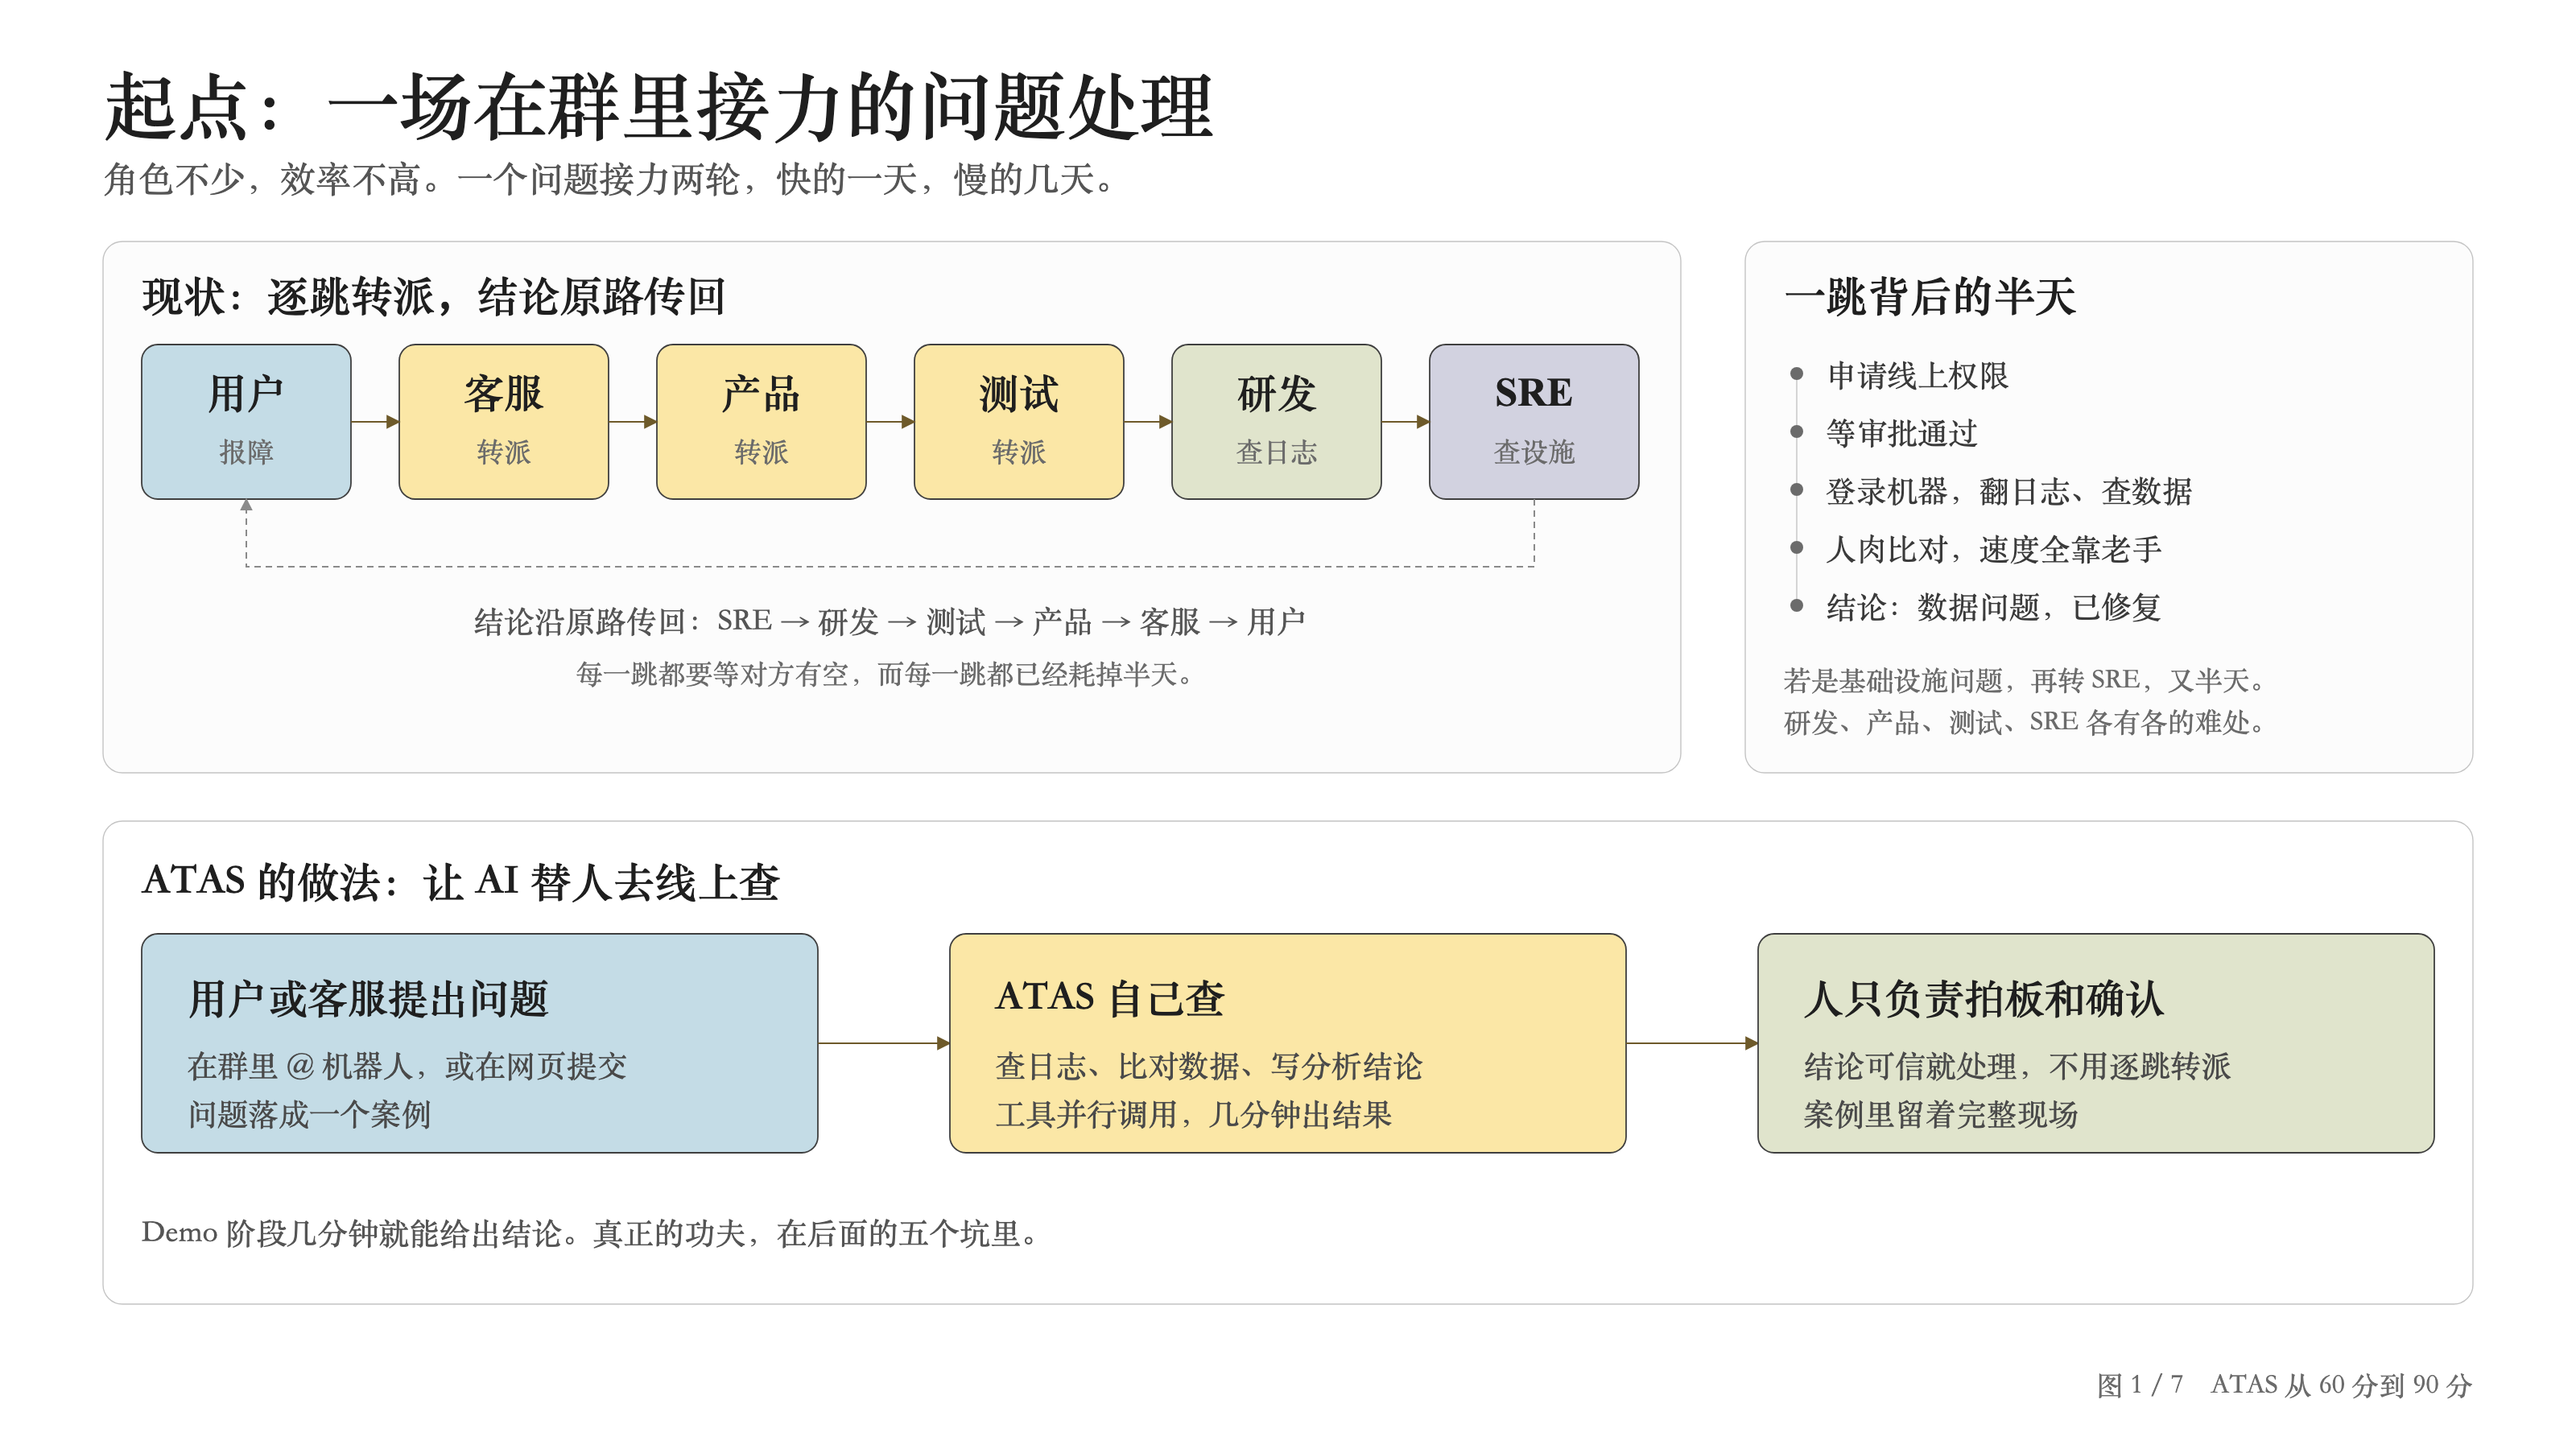 起点：一场在群里接力的问题处理
角色不少，效率不高。一个问题接力两轮，快的一天，慢的几天。
现状：逐跳转派，结论原路传回
用户
报障
客服
转派
产品
转派
测试
转派
研发
查日志
SRE
查设施
结论沿原路传回：SRE → 研发 → 测试 → 产品 → 客服 → 用户
每一跳都要等对方有空，而每一跳都已经耗掉半天。
一跳背后的半天
申请线上权限
等审批通过
登录机器，翻日志、查数据
人肉比对，速度全靠老手
结论：数据问题，已修复
若是基础设施问题，再转 SRE，又半天。
研发、产品、测试、SRE 各有各的难处。
ATAS 的做法：让 AI 替人去线上查
用户或客服提出问题
在群里 @ 机器人，或在网页提交
问题落成一个案例
ATAS 自己查
查日志、比对数据、写分析结论
工具并行调用，几分钟出结果
人只负责拍板和确认
结论可信就处理，不用逐跳转派
案例里留着完整现场
Demo 阶段几分钟就能给出结论。真正的功夫，在后面的五个坑里。
图 1 / 7　ATAS 从 60 分到 90 分